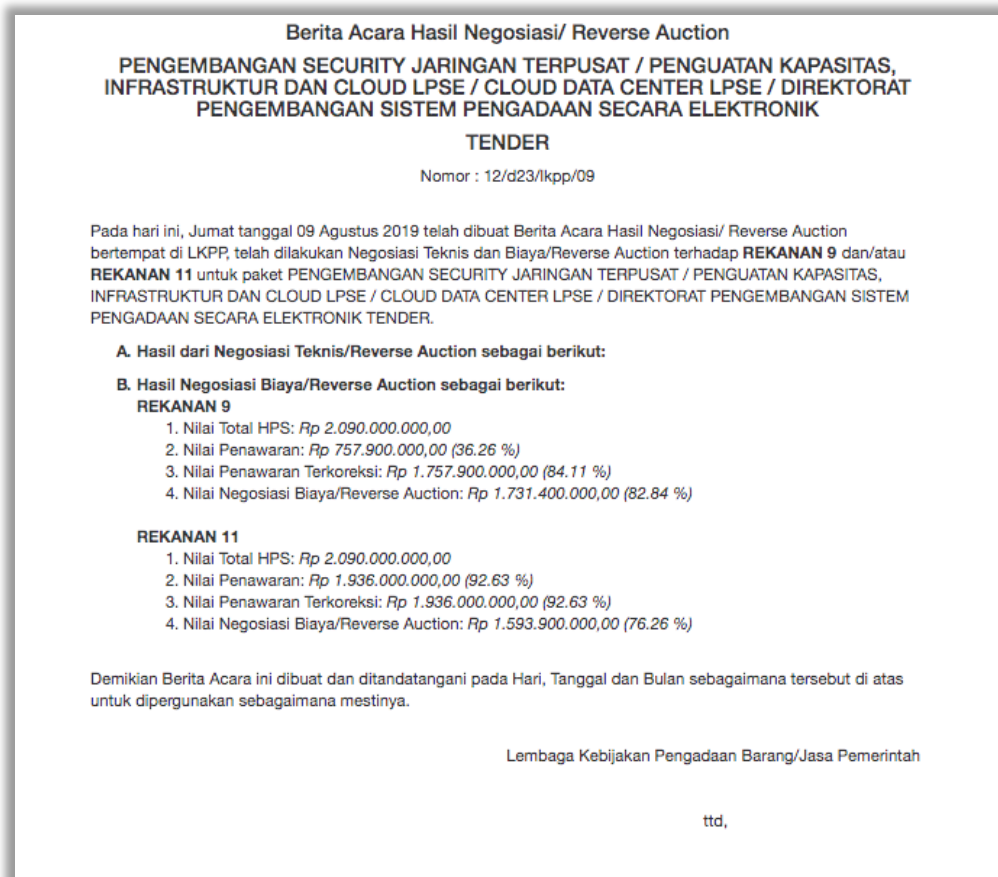 Berita Acara Hasil Negosiasi/ Reverse Auction
PENGEMBANGAN SECURITY JARINGAN TERPUSAT / PENGUATAN KAPASITAS,
INFRASTRUKTUR DAN CLOUD LPSE / CLOUD DATA CENTER LPSE / DIREKTORAT
PENGEMBANGAN SISTEM PENGADAAN SECARA ELEKTRONIK
TENDER
Nomor : 12/d23/lkpp/09
Pada hari ini, Jumat tanggal 09 Agustus 2019 telah dibuat Berita Acara Hasil Negosiasi/ Reverse Auction
bertempat di LKPP, telah dilakukan Negosiasi Teknis dan Biaya/Reverse Auction terhadap REKANAN 9 dan/atau
REKANAN 11 untuk paket PENGEMBANGAN SECURITY JARINGAN TERPUSAT / PENGUATAN KAPASITAS,
INFRASTRUKTUR DAN CLOUD LPSE / CLOUD DATA CENTER LPSE / DIREKTORAT PENGEMBANGAN SISTEM
PENGADAAN SECARA ELEKTRONIK TENDER.
A. Hasil dari Negosiasi Teknis/Reverse Auction sebagai berikut:
B. Hasil Negosiasi Biaya/Reverse Auction sebagai berikut:
REKANAN 9
1. Nilai Total HPS: Rp 2.090.000.000,00
2. Nilai Penawaran: Rp 757.900.000,00 (36.26 %)
3. Nilai Penawaran Terkoreksi: Rp 1.757.900.000,00 (84.11 %)
4. Nilai Negosiasi Biaya/Reverse Auction: Rp 1.731.400.000,00 (82.84 %)
REKANAN 11
1. Nilai Total HPS: Rp 2.090.000.000,00
2. Nilai Penawaran: Rp 1.936.000.000,00 (92.63 %)
3. Nilai Penawaran Terkoreksi: Rp 1.936.000.000,00 (92.63 %)
4. Nilai Negosiasi Biaya/Reverse Auction: Rp 1.593.900.000,00 (76.26 %)
Demikian Berita Acara ini dibuat dan ditandatangani pada Hari, Tanggal dan Bulan sebagaimana tersebut di atas
untuk dipergunakan sebagaimana mestinya.
Lembaga Kebijakan Pengadaan Barang/Jasa Pemerintah
ttd,